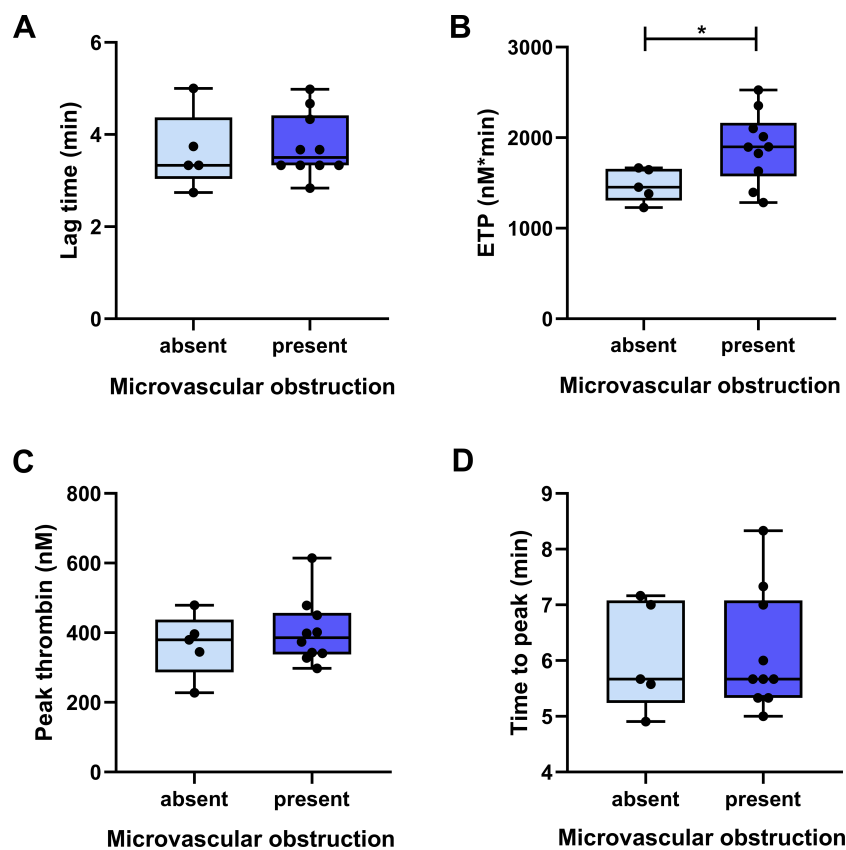 A
Lag time (min)
6
4
2
0
absent present
Microvascular obstruction
B
ETP (nM*min)
*
3000
2000
1000
0
absent present
Microvascular obstruction
C
Peak thrombin (nM)
800
600
400
200
0
absent present
Microvascular obstruction
D
Time to peak (min)
9
8
7
6
5
4
absent present
Microvascular obstruction